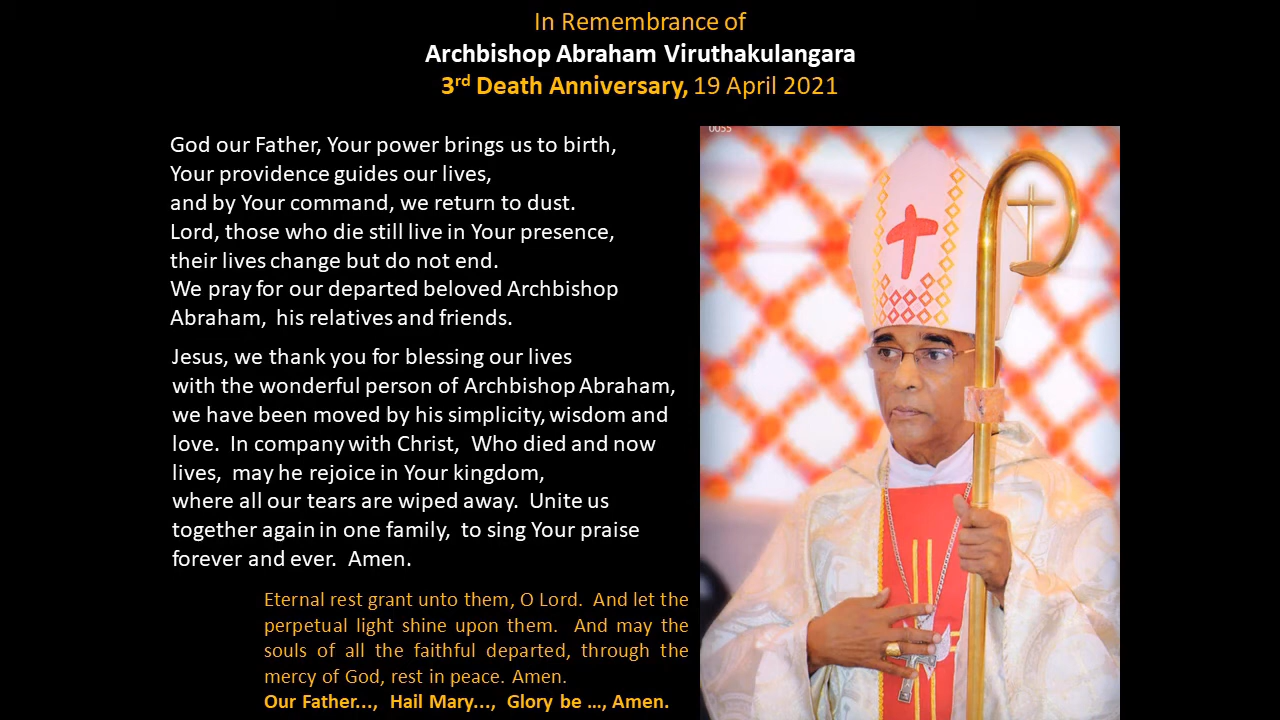 In Remembrance of
Archbishop Abraham Viruthakulangara
3rd Death Anniversary, 19 April 2021
God our Father, Your power brings us to birth,
Your providence guides our lives,
and by Your command, we return to dust.
Lord, those who die still live in Your presence,
their lives change but do not end.
We pray for our departed beloved Archbishop
Abraham, his relatives and friends.
Jesus, we thank you for blessing our lives
with the wonderful person of Archbishop Abraham,
we have been moved by his simplicity, wisdom and
love. In company with Christ, Who died and now
lives, may he rejoice in Your kingdom,
where all our tears are wiped away. Unite us
together again in one family, to sing Your praise
forever and ever. Amen.
Eternal rest grant unto them, O Lord. And let the
perpetual light shine upon them. And may the
souls of all the faithful departed, through the
mercy of God, rest in peace. Amen.
Our Father..., Hail Mary..., Glory be ..., Amen.
0055